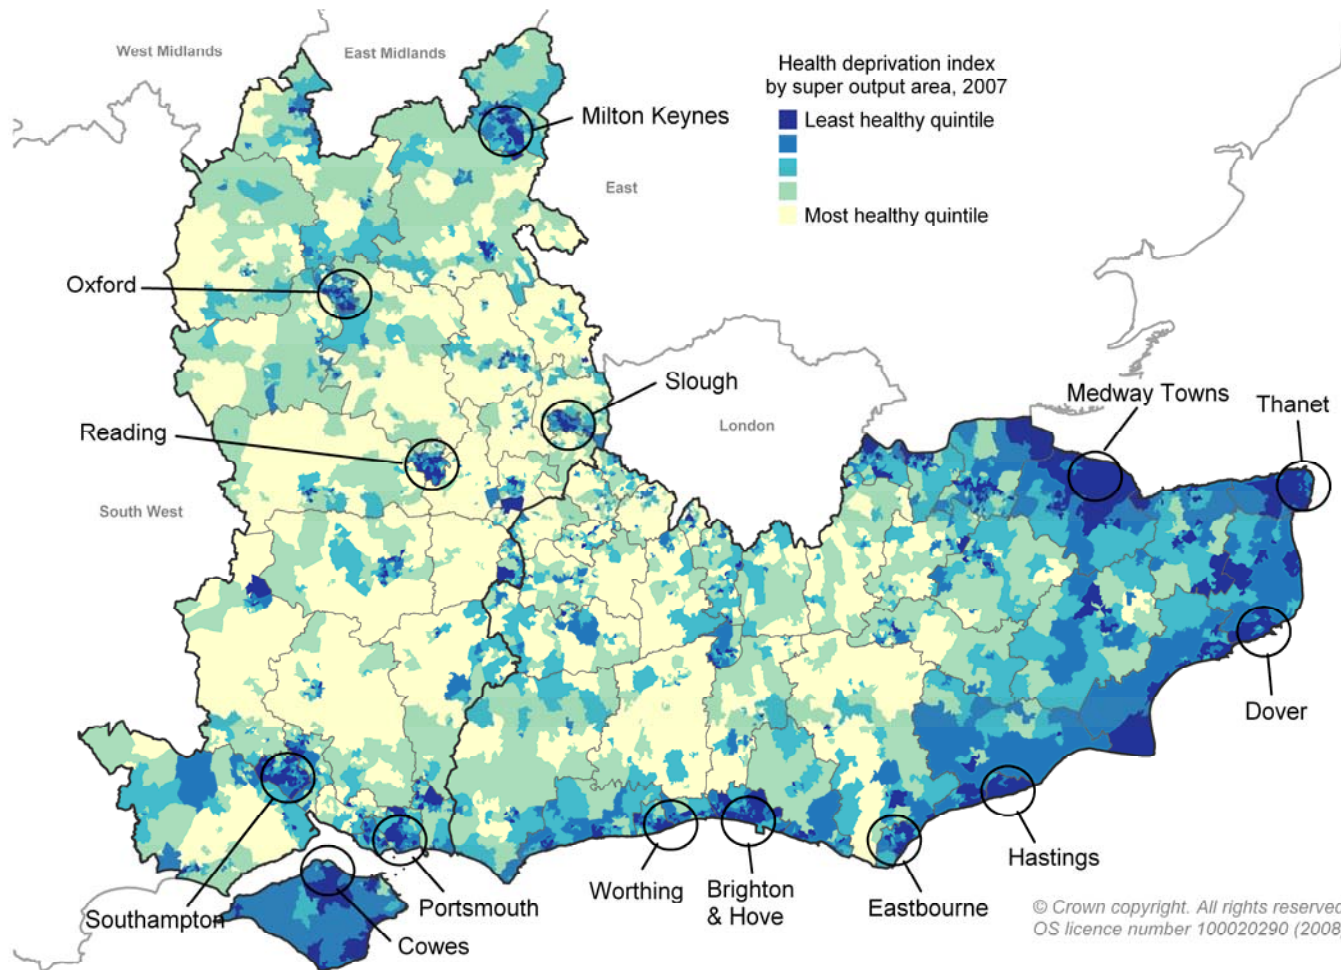 West Midlands
East Midlands
Health deprivation index
by super output area, 2007
Least healthy quintile
Most healthy quintile
Milton Keynes
East
Oxford
Slough
Medway Towns
Thanet
Reading
London
South West
Dover
Hastings
Worthing
Brighton
& Hove
Eastbourne
Portsmouth
Southampton
Cowes
© Crown copyright. All rights reserved
OS licence number 100020290 (2008)